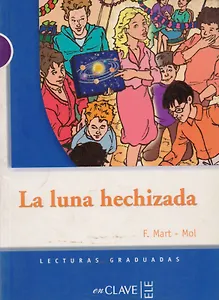 La luna hechizada
F. Mart - Mol
LECTURAS GRADUADAS
en CLAVE
ELE